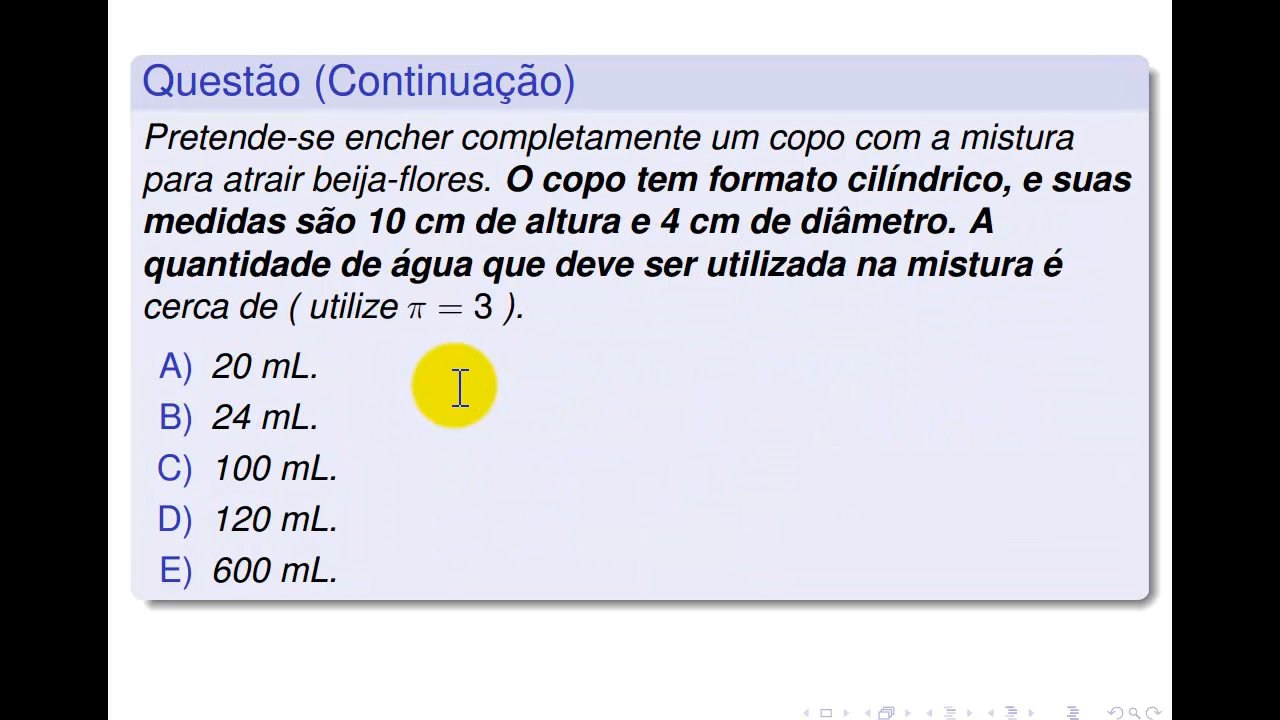 Questão (Continuação)
Pretende-se encher completamente um copo com a mistura
para atrair beija-flores. O copo tem formato cilíndrico, e suas
medidas são 10 cm de altura e 4 cm de diâmetro. A
quantidade de água que deve ser utilizada na mistura é
cerca de ( utilize π = 3 ).
A) 20 mL.
B) 24 mL.
C) 100 mL.
D) 120 mL.
E) 600 mL.